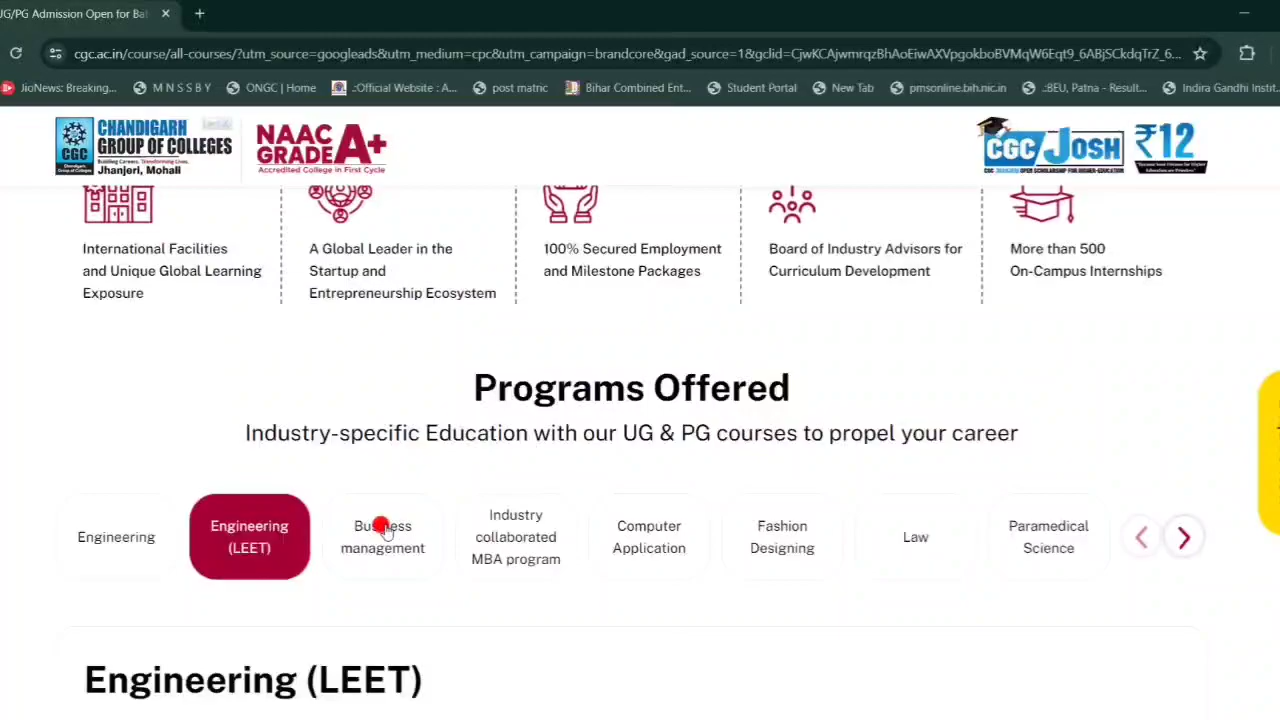 UG/PG Admission Open for Ba
cgc.ac.in/course/all-courses/?utm_source=googleads&utm_medium=cpc&utm_campaign=brandcore&gad_source=1&gclid=CjwKCAjwmrqzBhAoEiwAXVpgokboBVMqW6Eqt9_6ABjSCkdqTrZ_6...
JioNews: Breaking... M N S S B Y ONGC | Home .:Official Website : A... post matric Bihar Combined Ent... Student Portal New Tab pmsonline.bih.nic.in .:BEU, Patna - Result... Indira Gandhi Instit...
CGC
CHANDIGARH
GROUP OF COLLEGES
Building Careers. Transforming Lives.
Jhanjeri, Mohali
NAAC
GRADE A+
Accredited College in First Cycle
CGC JOSH ₹12
International Facilities
and Unique Global Learning
Exposure
A Global Leader in the
Startup and
Entrepreneurship Ecosystem
100% Secured Employment
and Milestone Packages
Board of Industry Advisors for
Curriculum Development
More than 500
On-Campus Internships
Programs Offered
Industry-specific Education with our UG & PG courses to propel your career
Engineering
Engineering
(LEET)
Business
management
Industry
collaborated
MBA program
Computer
Application
Fashion
Designing
Law
Paramedical
Science
Engineering (LEET)